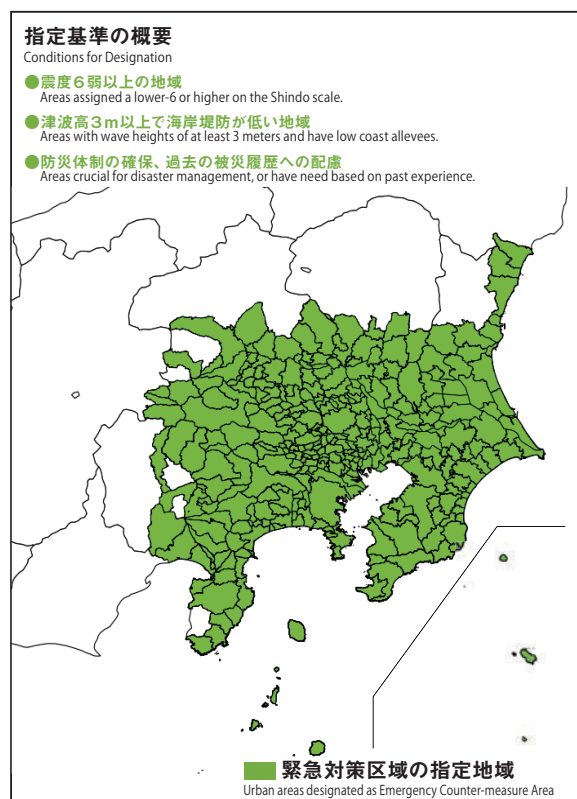 指定基準の概要
Conditions for Designation
●震度6弱以上の地域
Areas assigned a lower-6 or higher on the Shindo scale.
●津波高3m以上で海岸堤防が低い地域
Areas with wave heights of at least 3 meters and have low coast allevees.
●防災体制の確保、過去の被災履歴への配慮
Areas crucial for disaster management, or have need based on past experience.
緊急対策区域の指定地域
Urban areas designated as Emergency Counter-measure Area